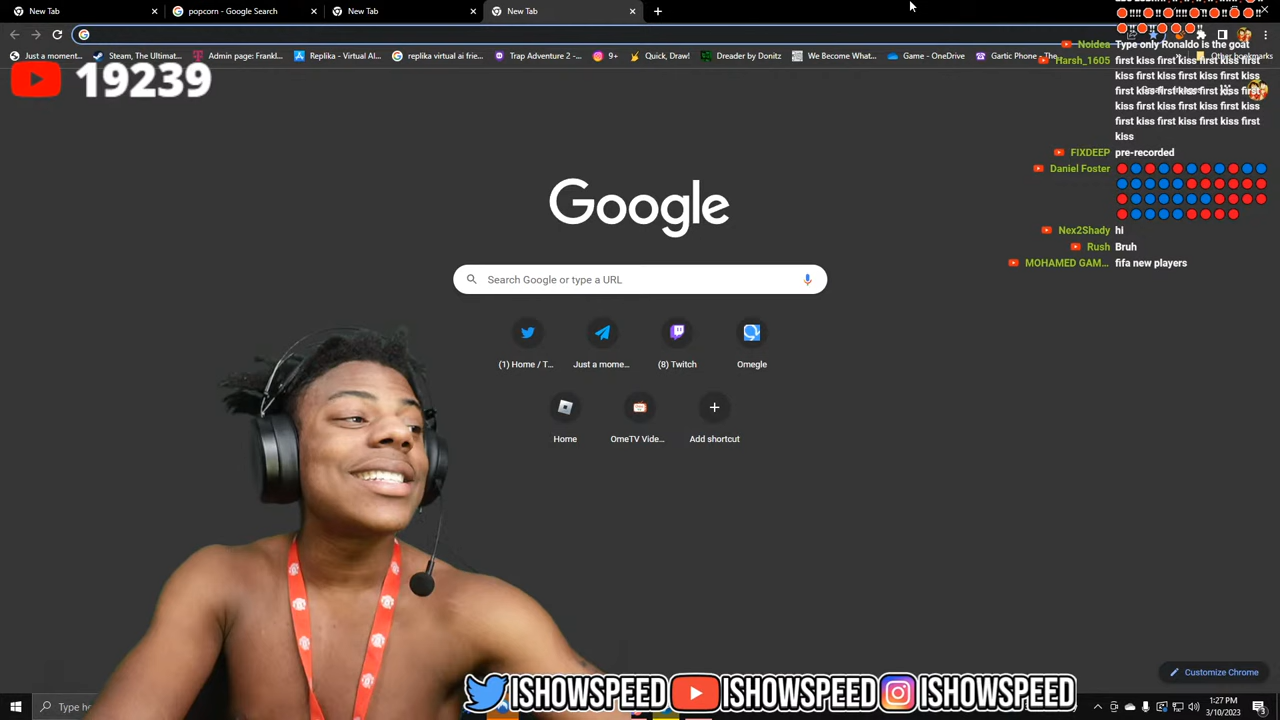 New Tab
popcorn - Google Search
New Tab
New Tab
Just a moment...
Steam, The Ultimat...
Admin page: Frankl...
Replika - Virtual AI...
replika virtual ai frie...
Trap Adventure 2 -...
9+
Quick, Draw!
Dreader by Donitz
We Become What...
Game - OneDrive
Gartic Phone - The...
Other bookmarks
19239
Noidea Type only Ronaldo is the goat
Harsh_1605 first kiss first kiss first kiss first
kiss first kiss first kiss first kiss
first kiss first kiss first kiss first
kiss first kiss first kiss first kiss
first kiss first kiss first kiss first
kiss
FIXDEEP pre-recorded
Daniel Foster
Nex2Shady hi
Rush Bruh
MOHAMED GAM... fifa new players
Google
Search Google or type a URL
(1) Home / T...
Just a mome...
(8) Twitch
Omegle
Home
OmeTV Vide...
Add shortcut
Customize Chrome
ISHOWSPEED ISHOWSPEED ISHOWSPEED
Type he
1:27 PM
3/10/2023